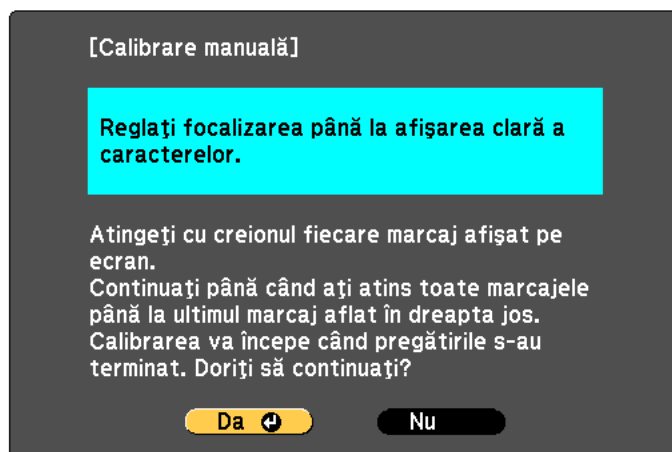 [Calibrare manuală]
Reglaţi focalizarea până la afişarea clară a
caracterelor.
Atingeţi cu creionul fiecare marcaj afişat pe
ecran.
Continuaţi până când aţi atins toate marcajele
până la ultimul marcaj aflat în dreapta jos.
Calibrarea va începe când pregătirile s-au
terminat. Doriţi să continuaţi?
Da
Nu